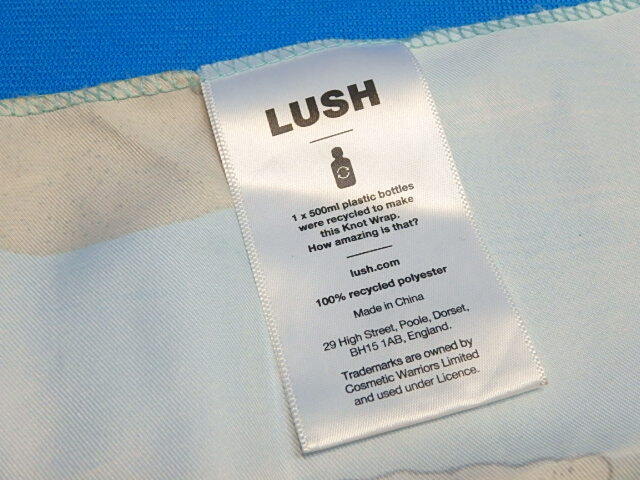 LUSH
1 x 500ml plastic bottles
were recycled to make
this Knot Wrap.
How amazing is that?
lush.com
100% recycled polyester
Made in China
29 High Street, Poole, Dorset,
BH15 1AB, England.
Trademarks are owned by
Cosmetic Warriors Limited
and used under Licence.